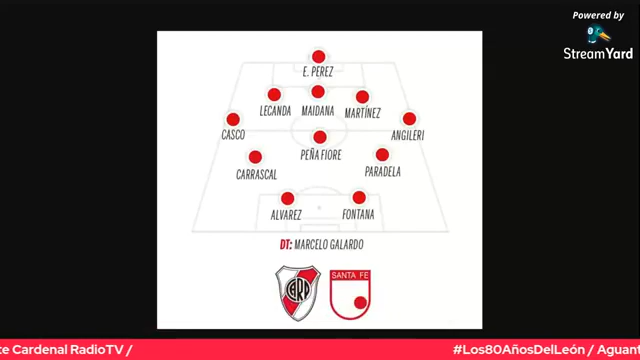 Powered by
StreamYard
E. PEREZ
LECANDA MAIDANA MARTÍNEZ
CASCO ANGILERI
PEÑA FIORE
CARRASCAL PARADELA
ALVAREZ FONTANA
DT: MARCELO GALARDO
CARP SANTA FE
te Cardenal RadioTV / #Los80AñosDelLeón / Aguant